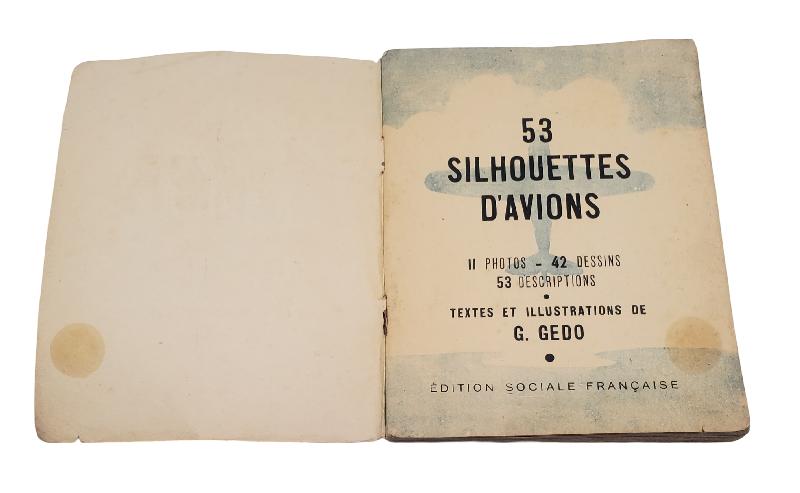 53
SILHOUETTES
D'AVIONS
11 PHOTOS - 42 DESSINS
53 DESCRIPTIONS
TEXTES ET ILLUSTRATIONS DE
G. GEDO
ÉDITION SOCIALE FRANÇAISE